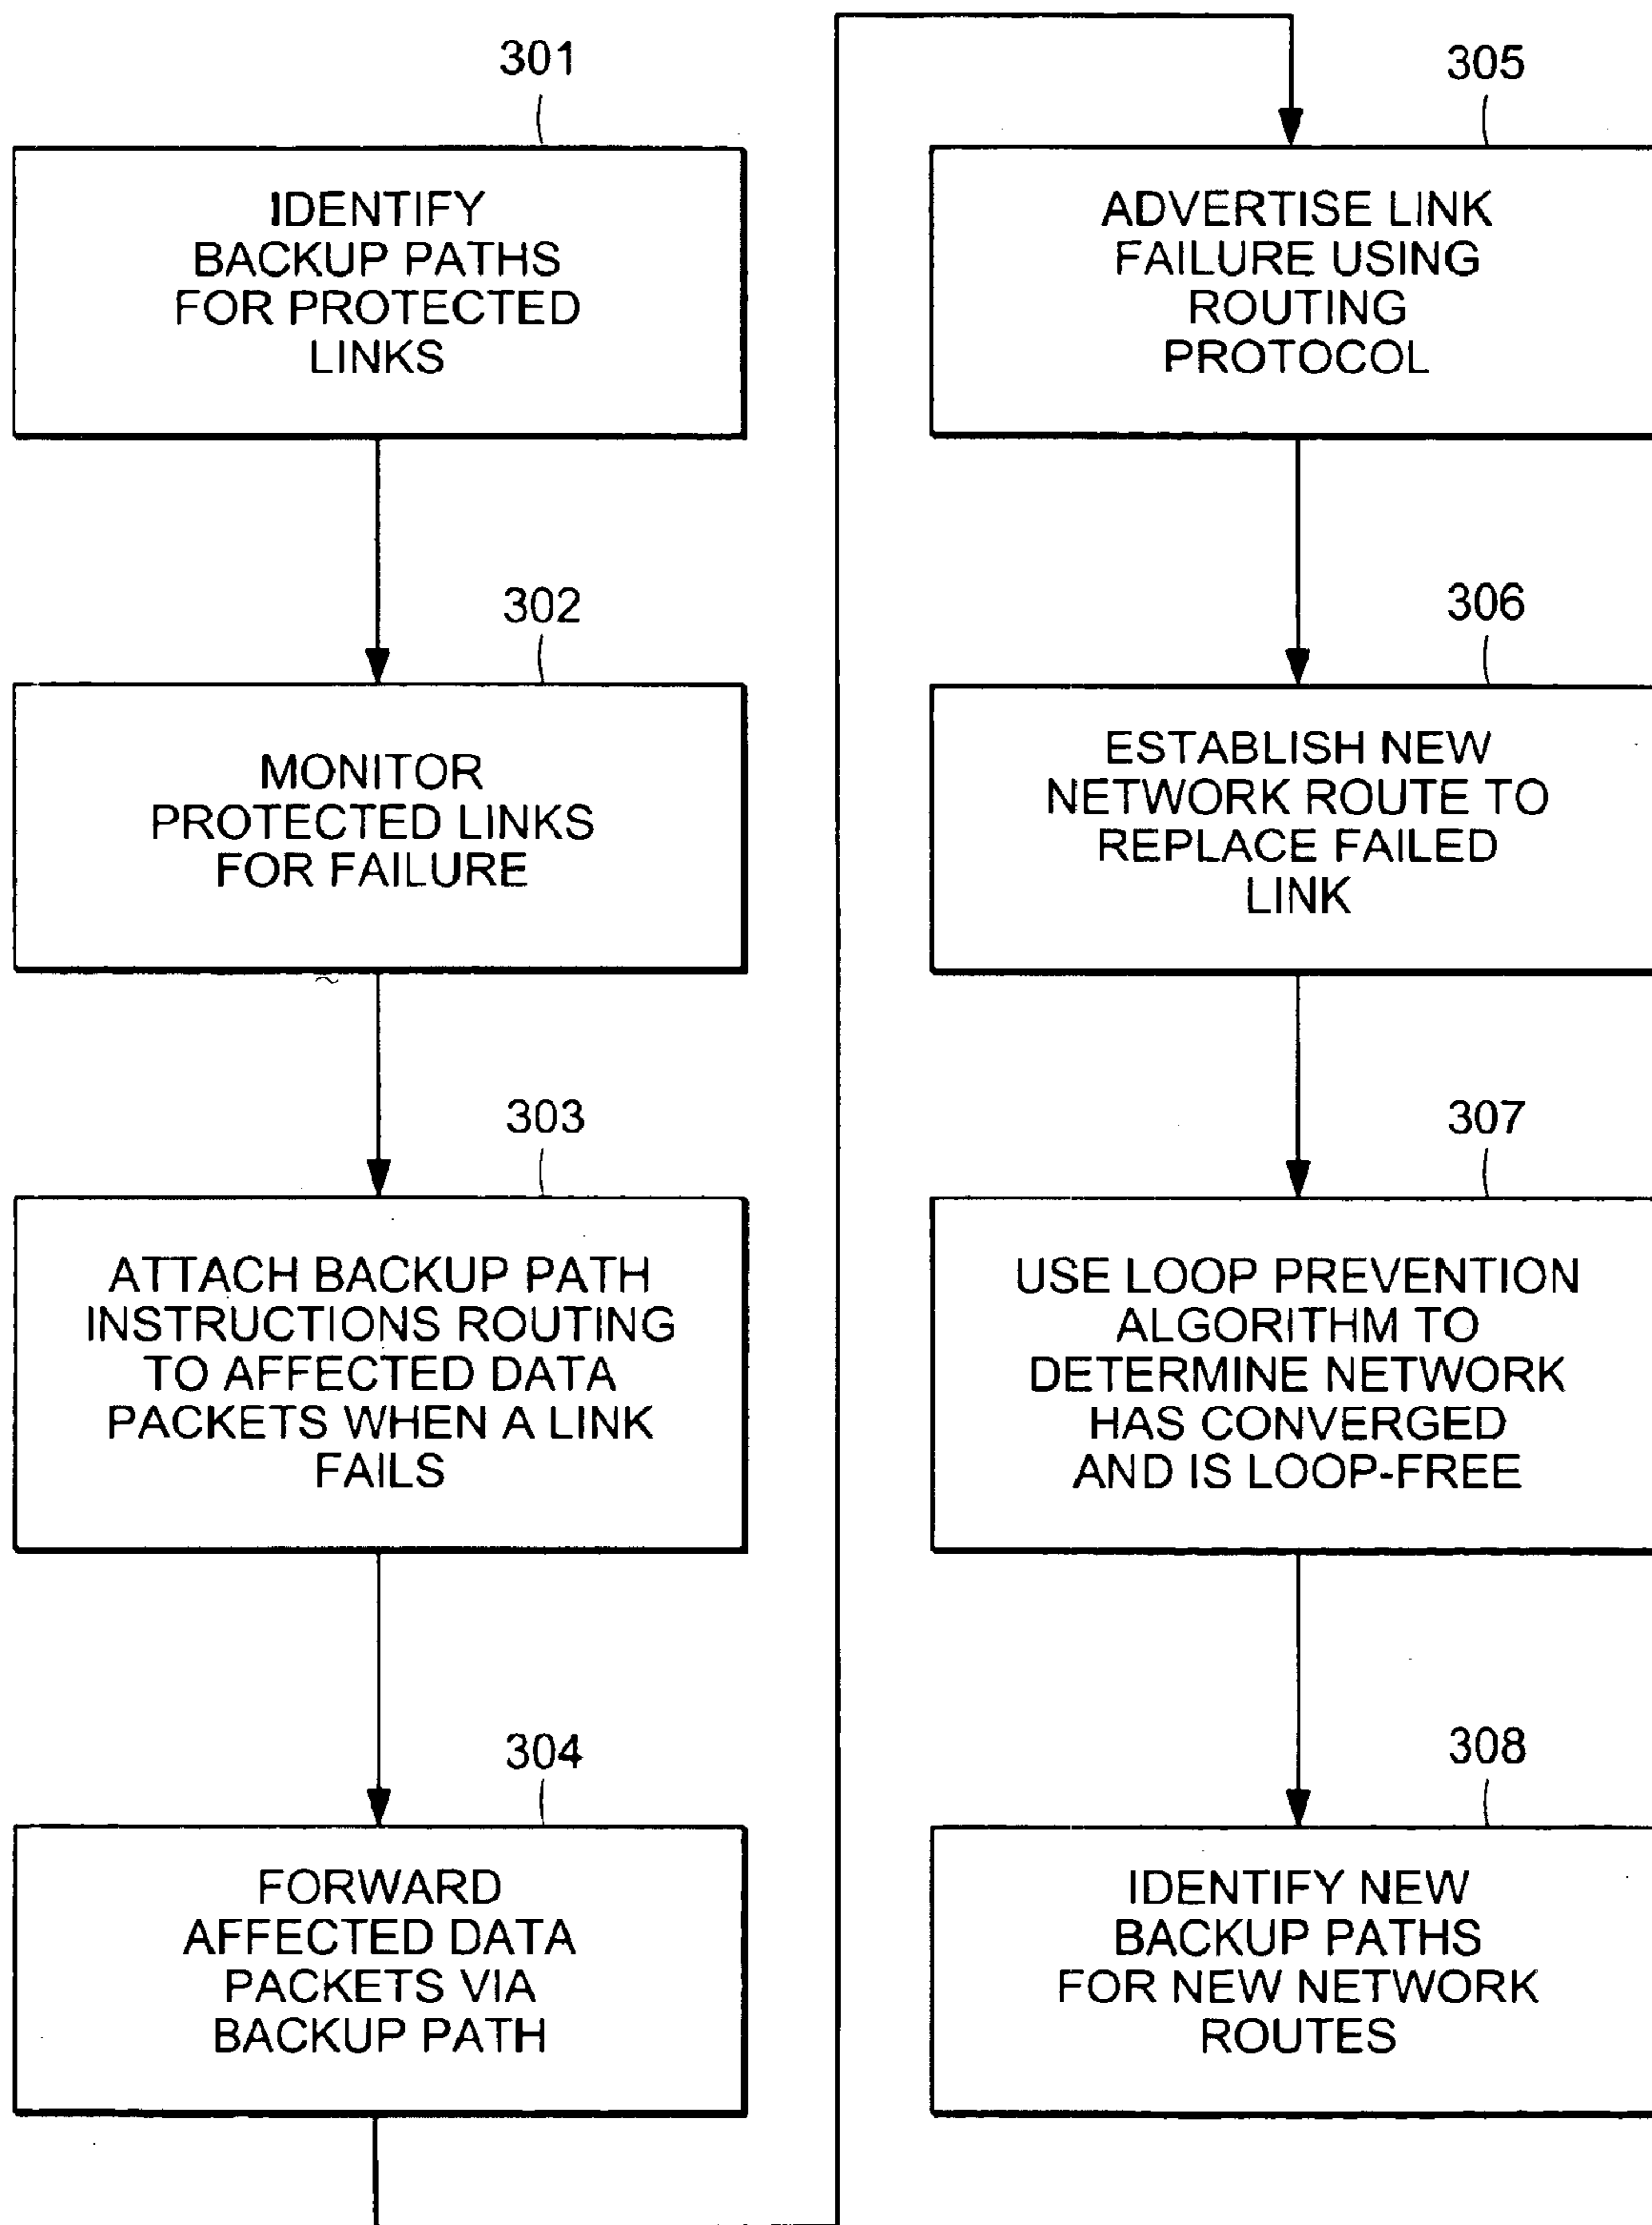 301
IDENTIFY
BACKUP PATHS
FOR PROTECTED
LINKS
302
MONITOR
PROTECTED LINKS
FOR FAILURE
303
ATTACH BACKUP PATH
INSTRUCTIONS ROUTING
TO AFFECTED DATA
PACKETS WHEN A LINK
FAILS
304
FORWARD
AFFECTED DATA
PACKETS VIA
BACKUP PATH
305
ADVERTISE LINK
FAILURE USING
ROUTING
PROTOCOL
306
ESTABLISH NEW
NETWORK ROUTE TO
REPLACE FAILED
LINK
307
USE LOOP PREVENTION
ALGORITHM TO
DETERMINE NETWORK
HAS CONVERGED
AND IS LOOP-FREE
308
IDENTIFY NEW
BACKUP PATHS
FOR NEW NETWORK
ROUTES